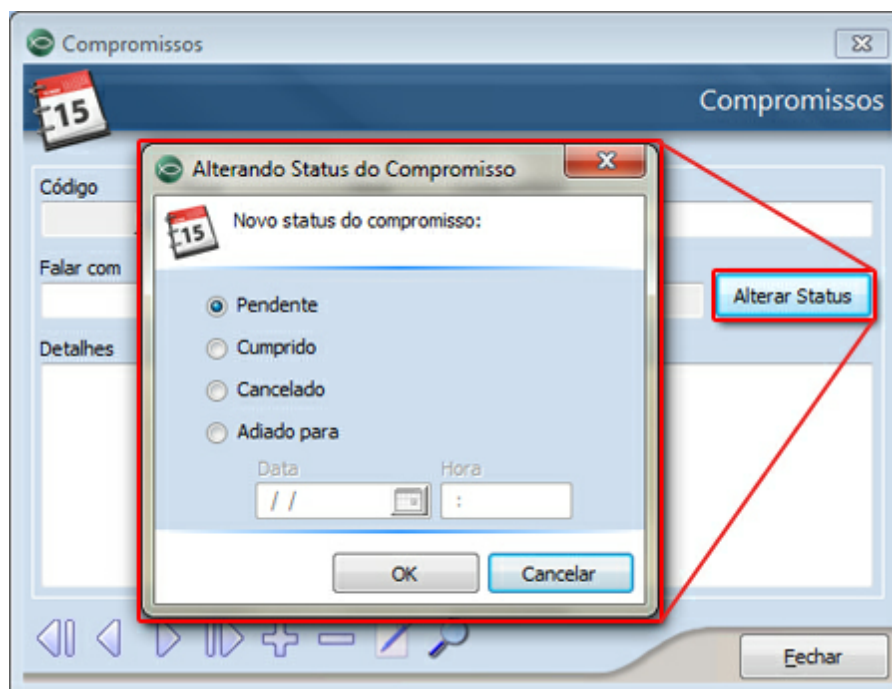 Compromissos
15
Compromissos
Código
Falar com
Alterar Status
Detalhes
Alterando Status do Compromisso
15
Novo status do compromisso:
Pendente
Cumprido
Cancelado
Adiado para
Data Hora
/ / :
OK Cancelar
Fechar